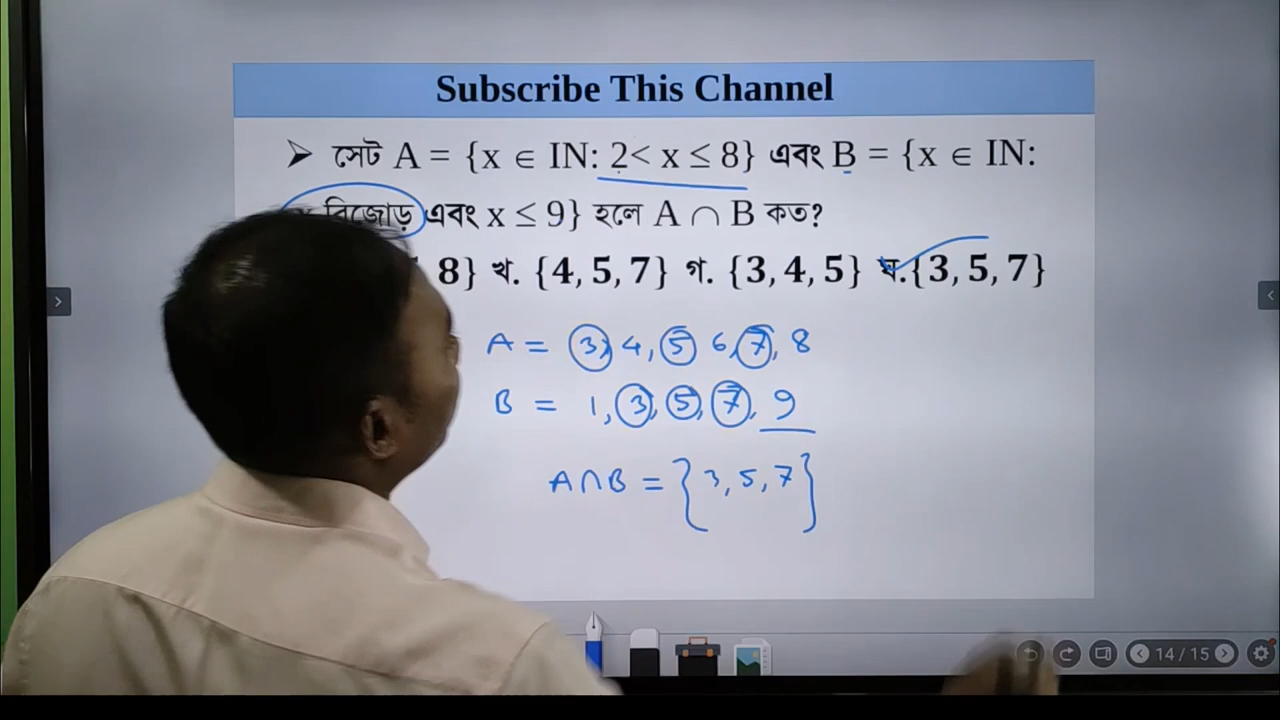 Subscribe This Channel
➢ সেট A = {x ∈ IN: 2< x ≤ 8} এবং B = {x ∈ IN:
বিজোড় এবং x ≤ 9} হলে A ∩ B কত?
8} খ. {4, 5, 7} গ. {3, 4, 5} ঘ.{3, 5, 7}
A = 3, 4, 5 6, 7, 8
B = 1, 3, 5, 7, 9
A∩B = {3, 5, 7}
14 / 15